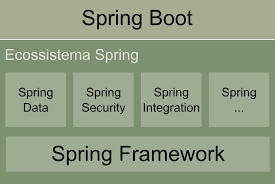 Spring Boot
Ecossistema Spring
Spring
Data
Spring
Security
Spring
Integration
Spring
...
Spring Framework